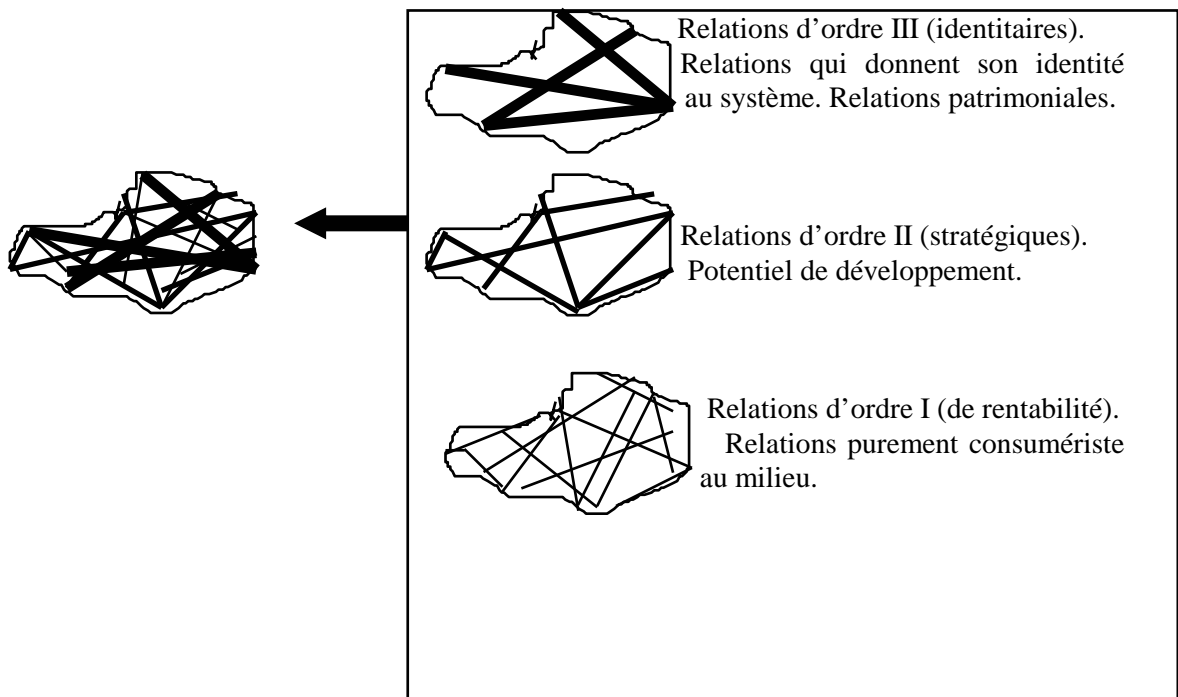 Relations d’ordre III (identitaires).
Relations qui donnent son identité
au système. Relations patrimoniales.
Relations d’ordre II (stratégiques).
Potentiel de développement.
Relations d’ordre I (de rentabilité).
Relations purement consumériste
au milieu.